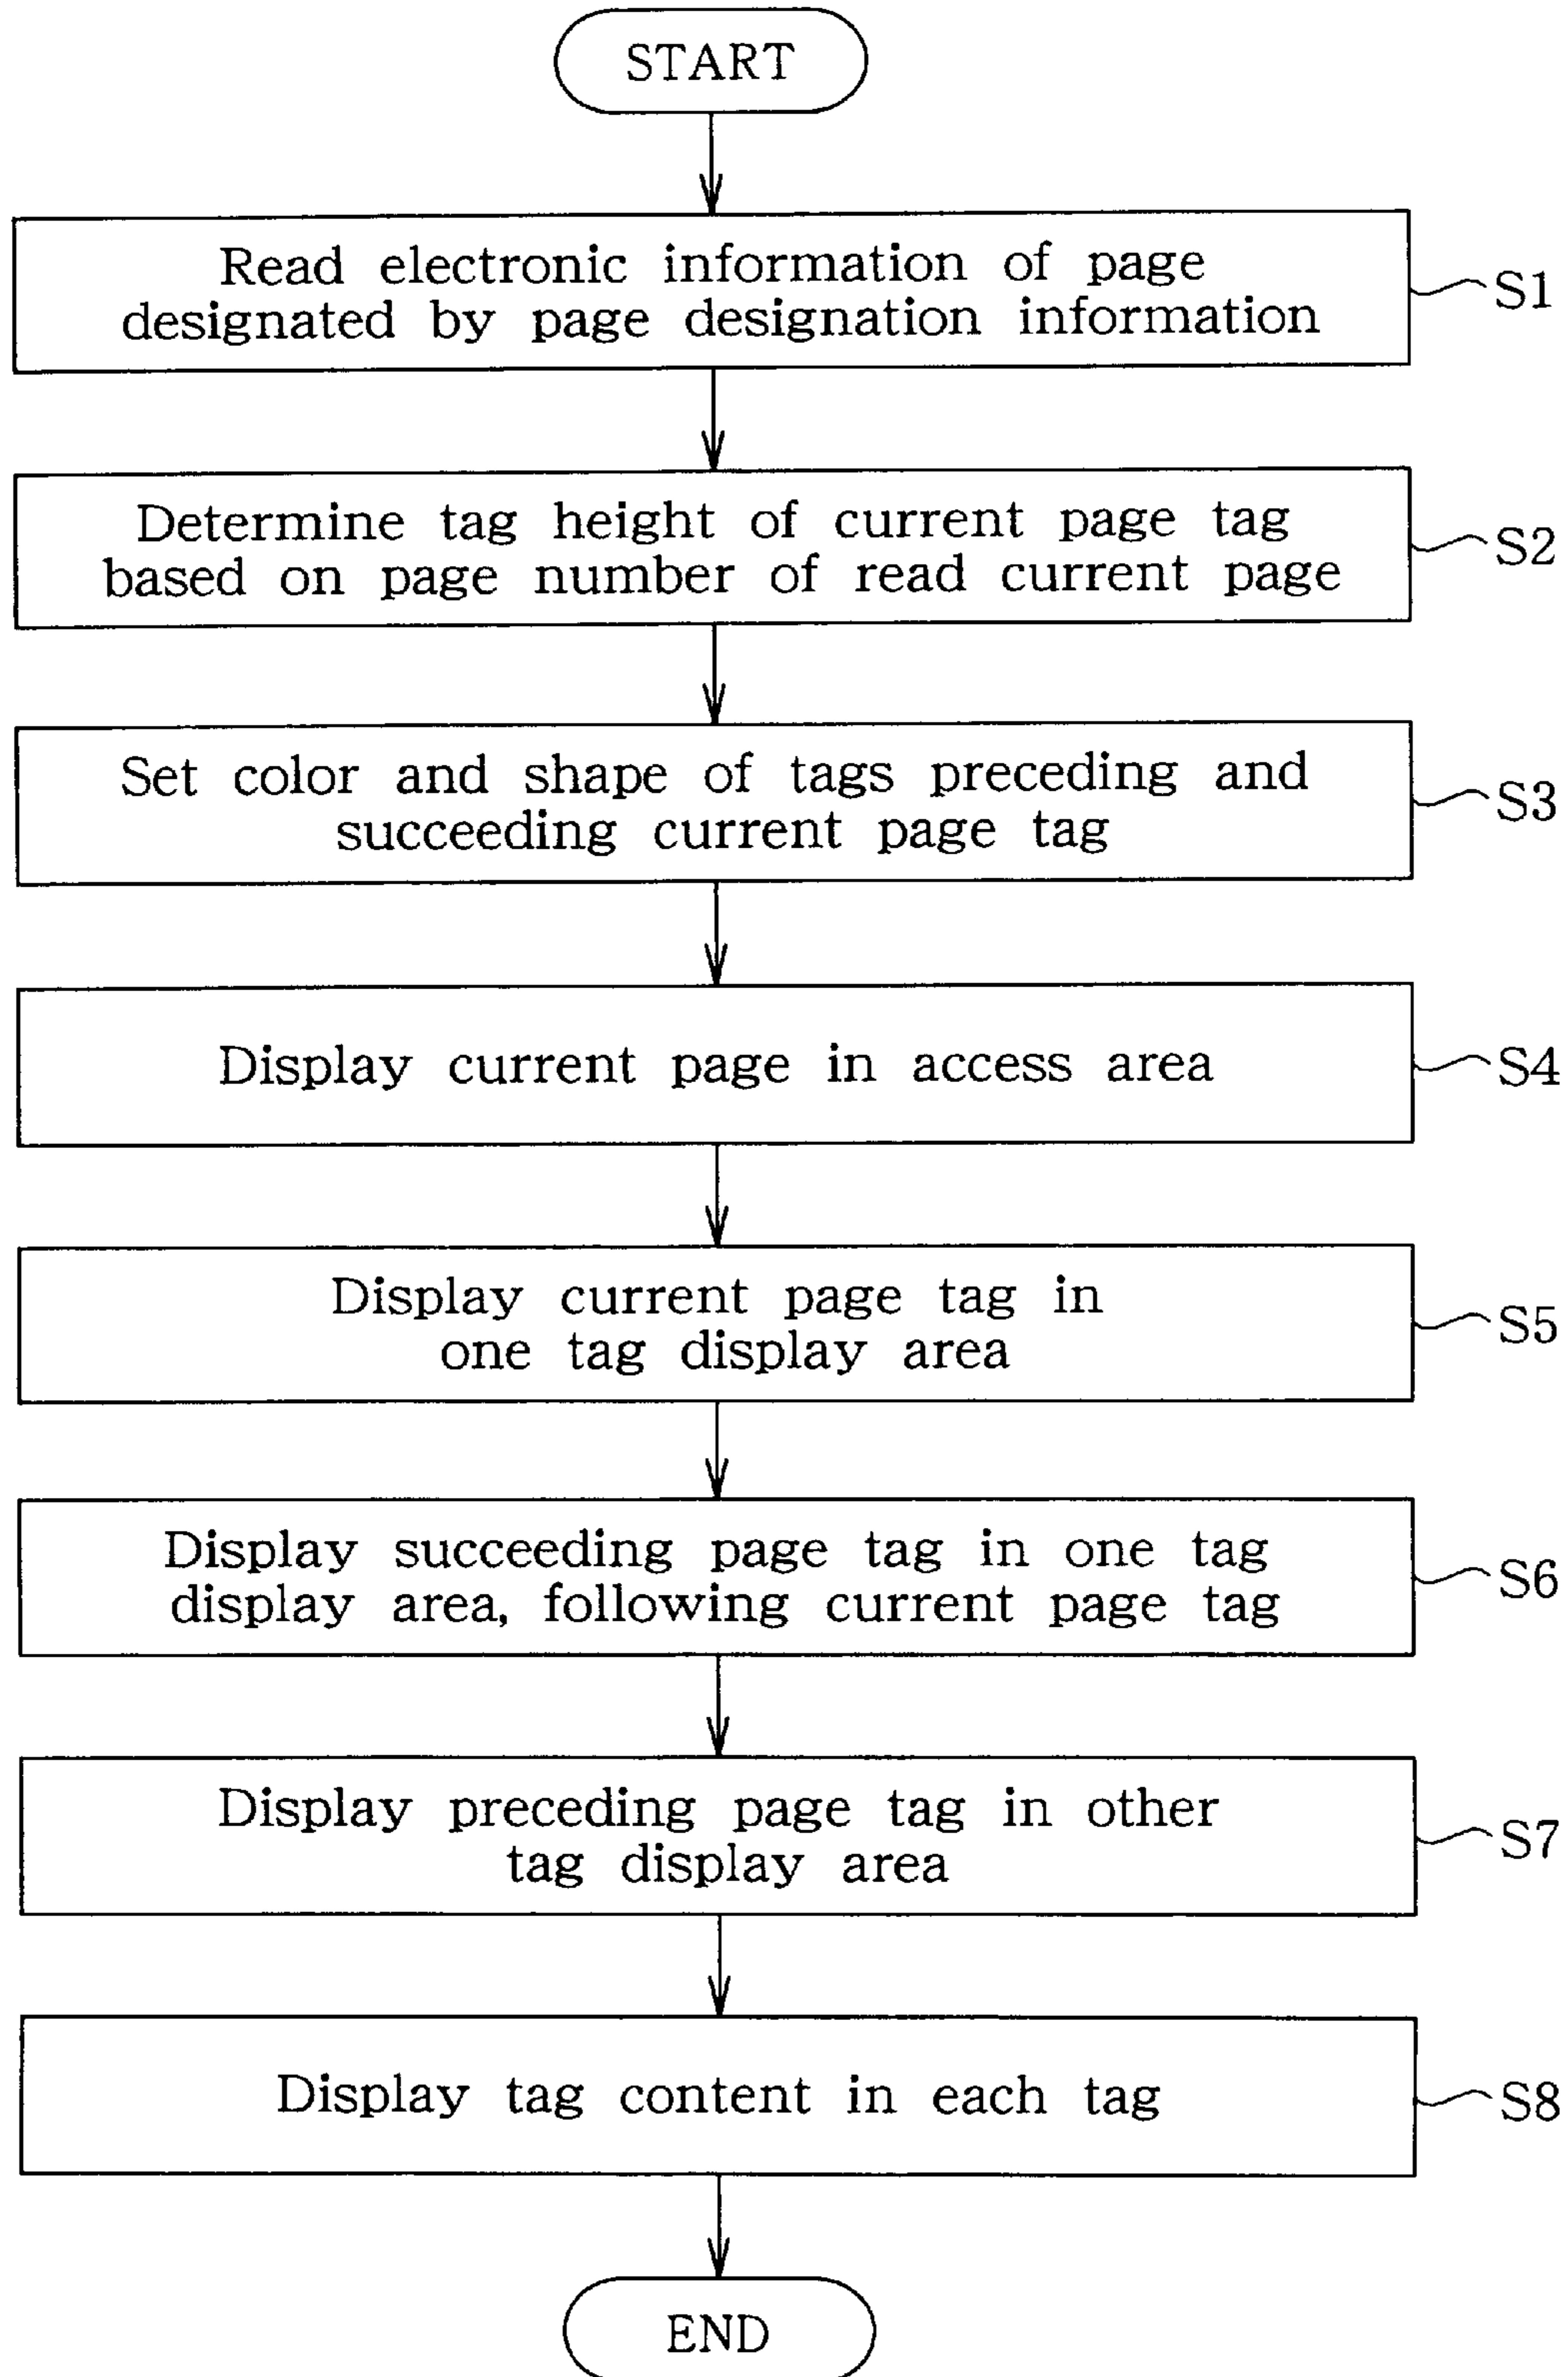 START
Read electronic information of page
designated by page designation information
S1
Determine tag height of current page tag
based on page number of read current page
S2
Set color and shape of tags preceding and
succeeding current page tag
S3
Display current page in access area
S4
Display current page tag in
one tag display area
S5
Display succeeding page tag in one tag
display area, following current page tag
S6
Display preceding page tag in other
tag display area
S7
Display tag content in each tag
S8
END